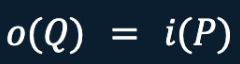 o(Q) = i(P)